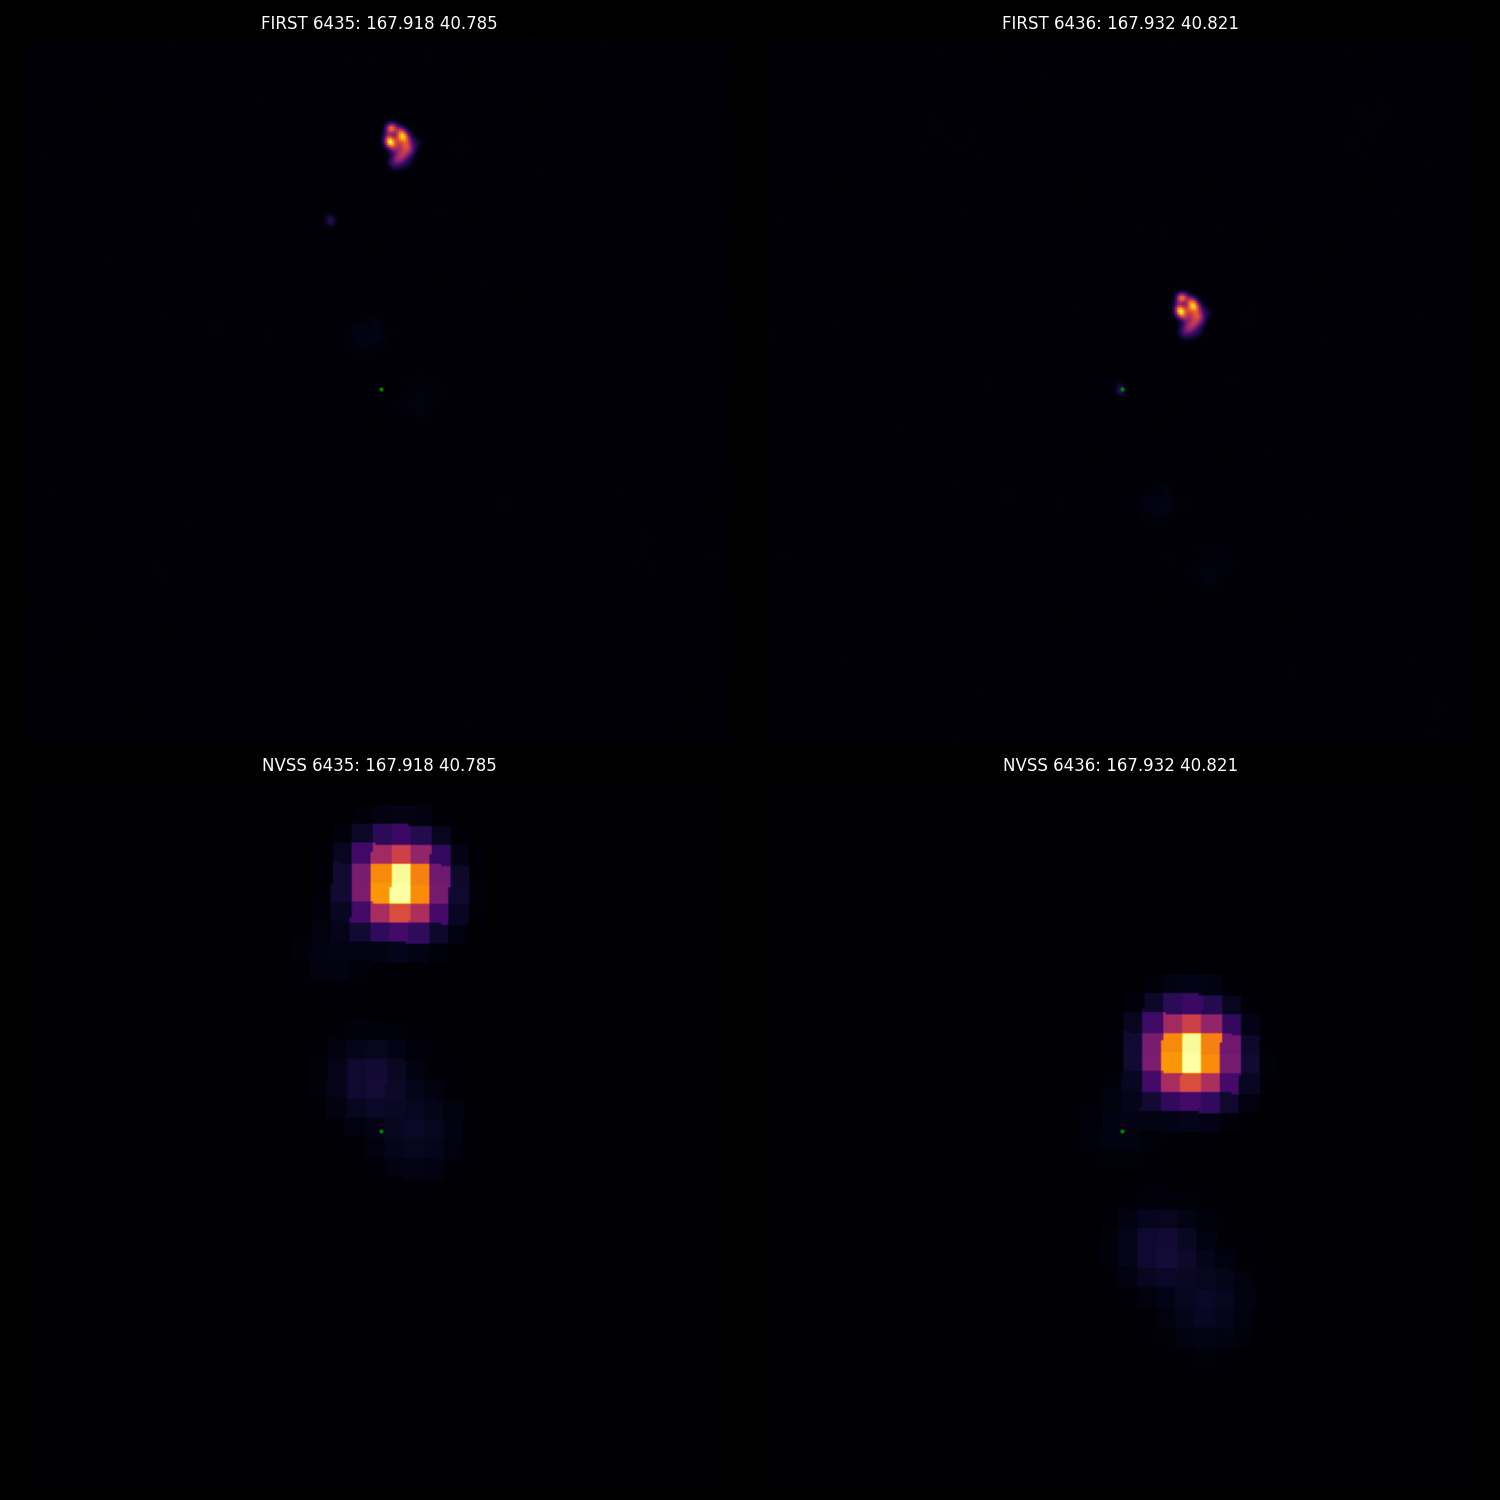 FIRST 6435: 167.918 40.785
FIRST 6436: 167.932 40.821
NVSS 6435: 167.918 40.785
NVSS 6436: 167.932 40.821